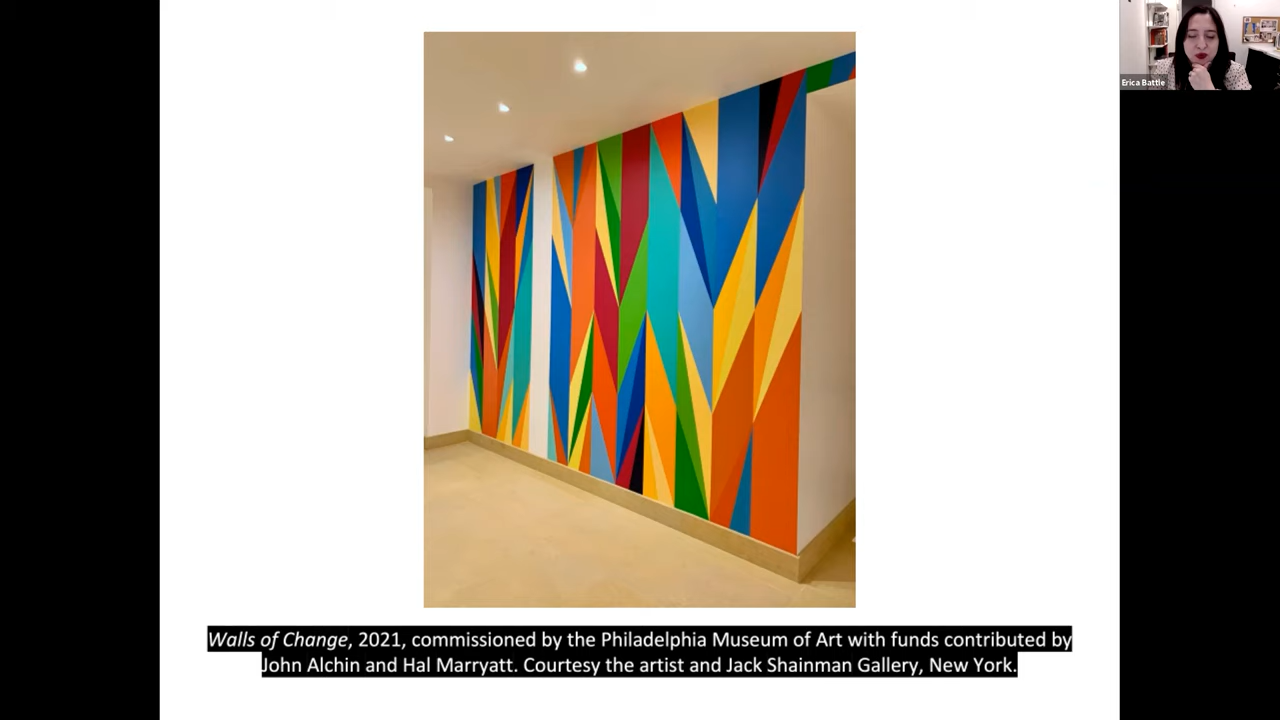 Erica Battle
Walls of Change, 2021, commissioned by the Philadelphia Museum of Art with funds contributed by
John Alchin and Hal Marryatt. Courtesy the artist and Jack Shainman Gallery, New York.